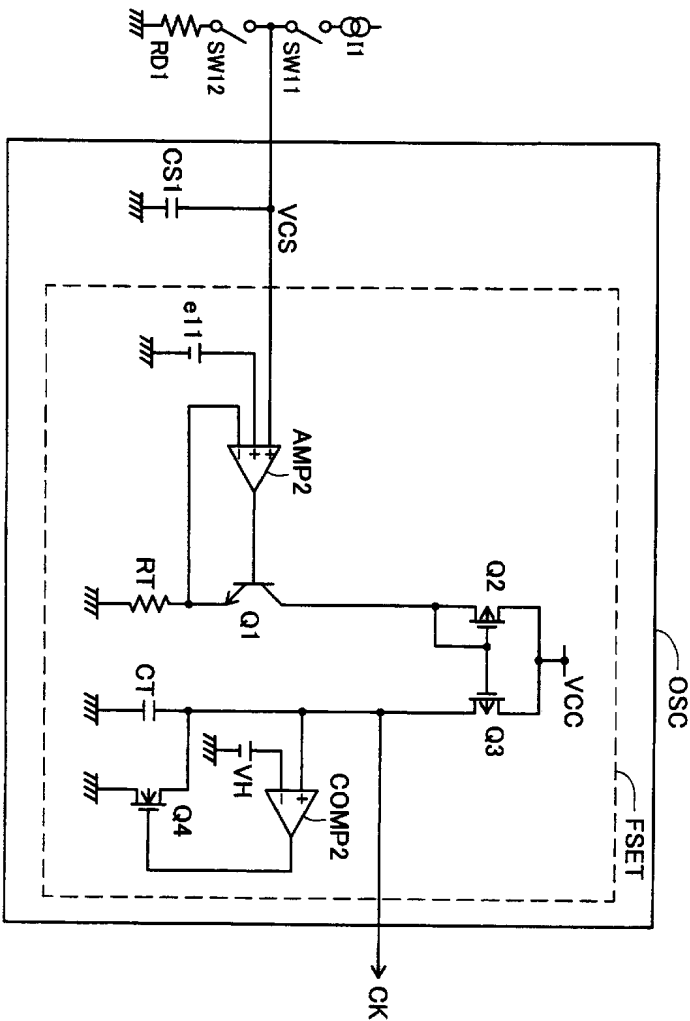 OSC
FSET
VCC
Q2
Q3
I1
SW11
SW12
RD1
VCS
CS1
e11
AMP2
+
+
-
Q1
RT
CT
COMP2
+
-
VH
Q4
CK